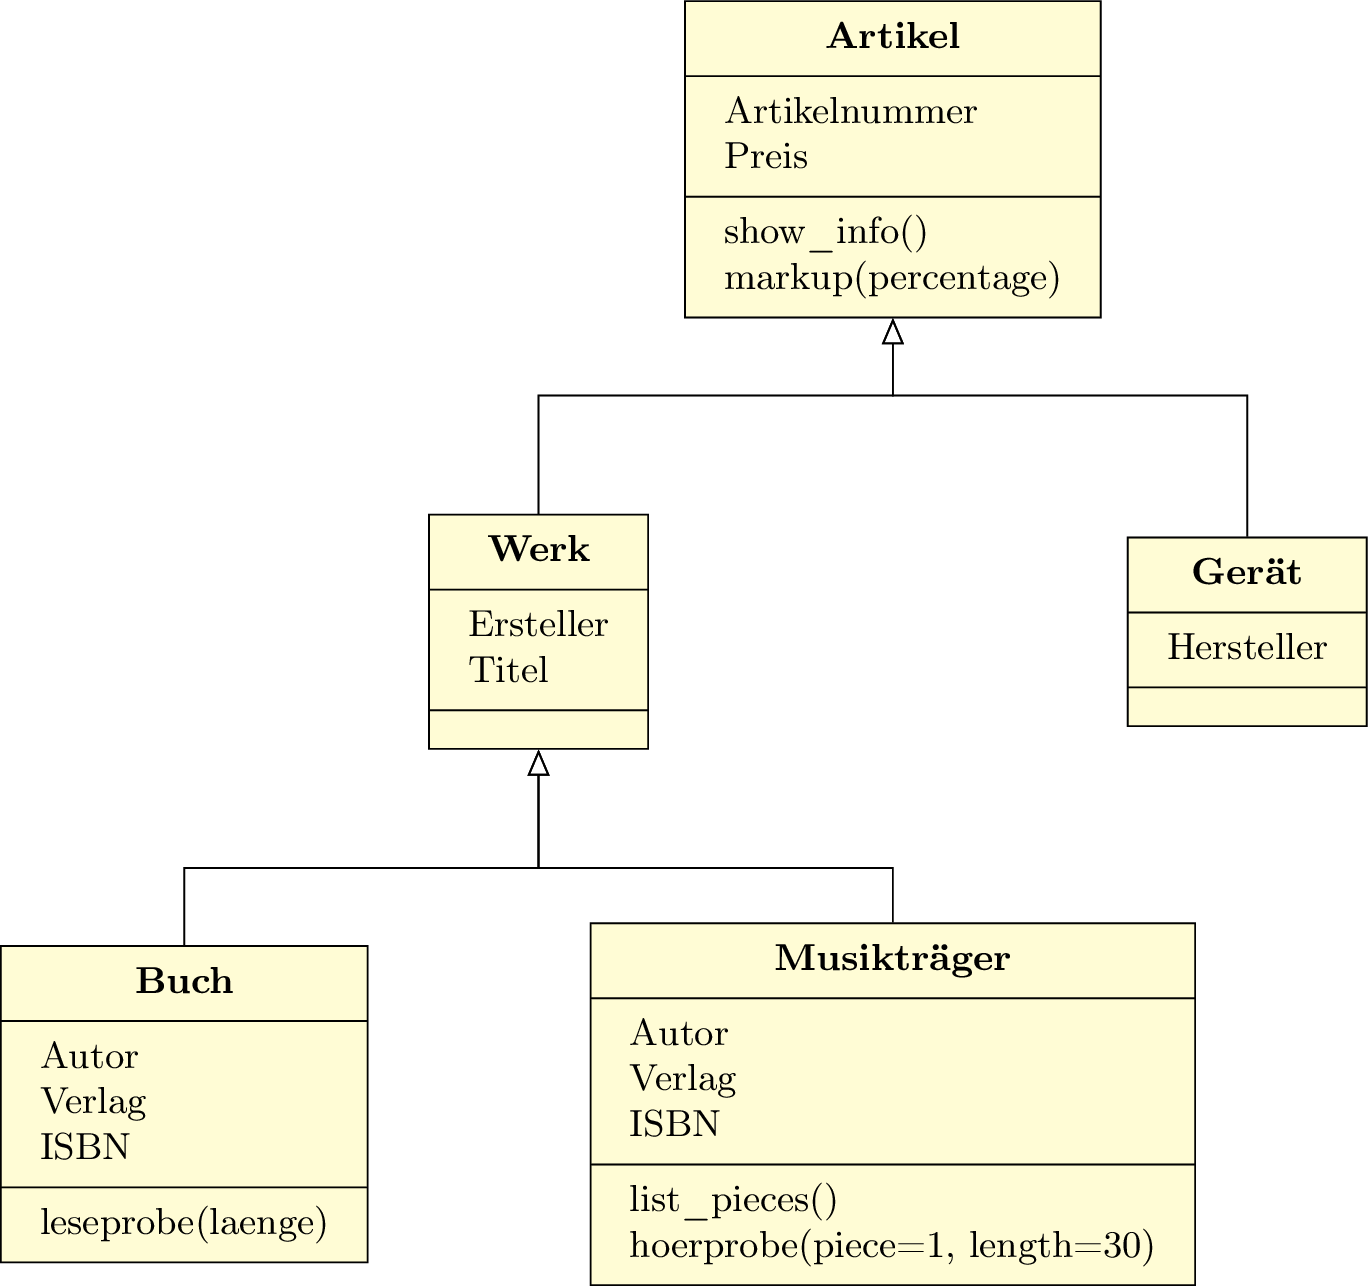 Artikel
Artikelnummer
Preis
show_info()
markup(percentage)
Werk
Ersteller
Titel
Gerät
Hersteller
Buch
Autor
Verlag
ISBN
leseprobe(laenge)
Musikträger
Autor
Verlag
ISBN
list_pieces()
hoerprobe(piece=1, length=30)